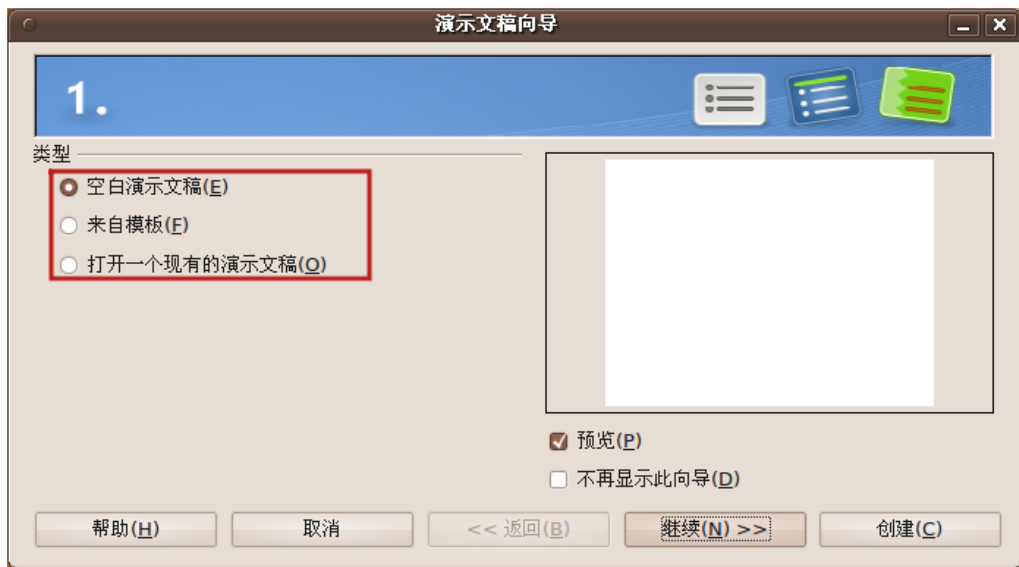 演示文稿向导
1.
类型
空白演示文稿(E)
来自模板(F)
打开一个现有的演示文稿(O)
预览(P)
不再显示此向导(D)
帮助(H) 取消 << 返回(B) 继续(N) >> 创建(C)